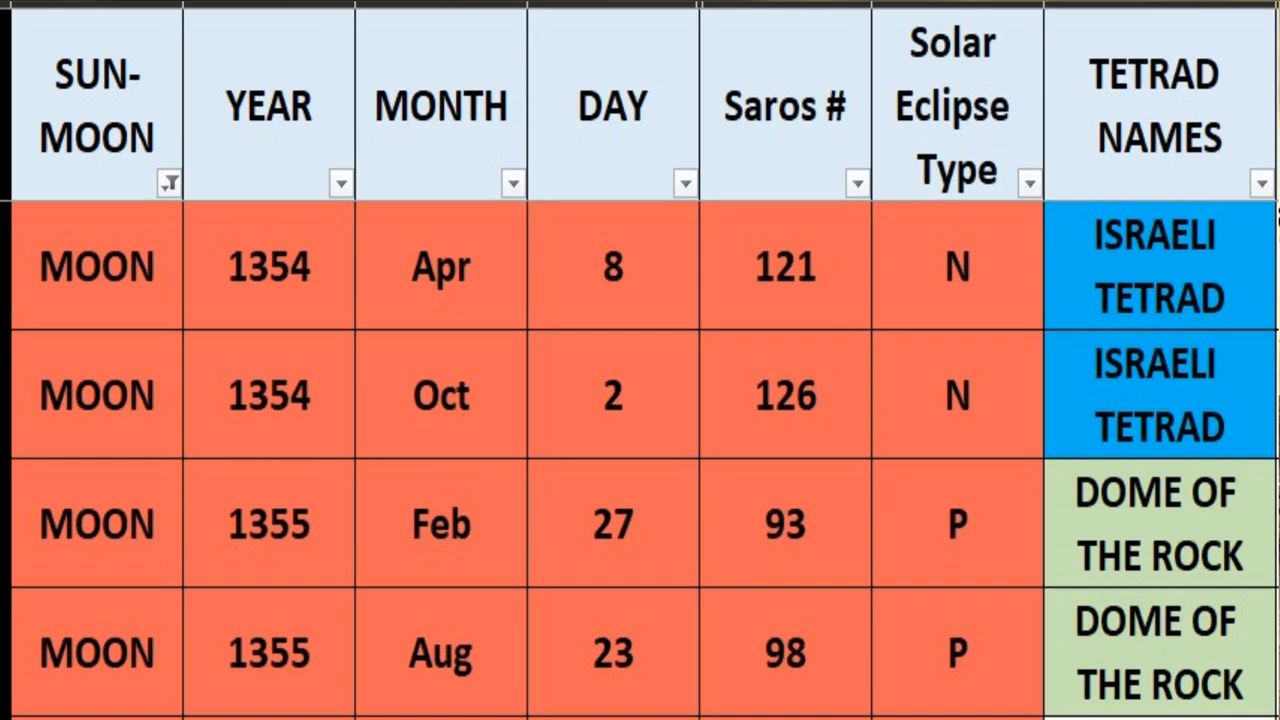 SUN-
MOON
YEAR
MONTH
DAY
Saros #
Solar
Eclipse
Type
TETRAD
NAMES
MOON 1354 Apr 8 121 N ISRAELI
TETRAD
MOON 1354 Oct 2 126 N ISRAELI
TETRAD
MOON 1355 Feb 27 93 P DOME OF
THE ROCK
MOON 1355 Aug 23 98 P DOME OF
THE ROCK